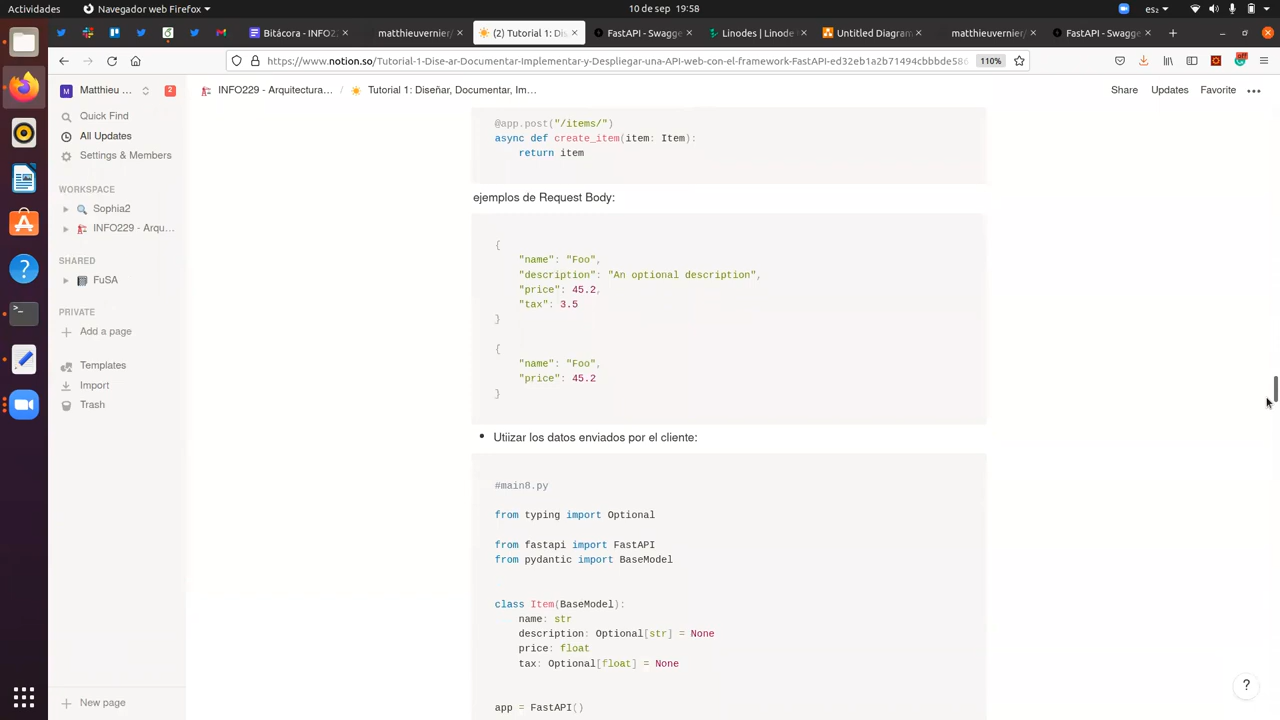 Actividades
Navegador web Firefox
10 de sep 19:58
es₂
Bitácora - INFO22
matthieuvernier/
(2) Tutorial 1: Dis
FastAPI - Swagge
Linodes | Linode
Untitled Diagram
matthieuvernier/
FastAPI - Swagge
https://www.notion.so/Tutorial-1-Dise-ar-Documentar-Implementar-y-Despliegar-una-API-web-con-el-framework-FastAPI-ed32eb1a2b71494cbbbde586
110%
Matthieu ...
2
INFO229 - Arquitectura...
/
Tutorial 1: Diseñar, Documentar, Im...
Share
Updates
Favorite
Quick Find
All Updates
Settings & Members
WORKSPACE
Sophia2
INFO229 - Arqu...
SHARED
FuSA
PRIVATE
Add a page
Templates
Import
Trash
New page
@app.post("/items/")
async def create_item(item: Item):
return item
ejemplos de Request Body:
{
"name": "Foo",
"description": "An optional description",
"price": 45.2,
"tax": 3.5
}
{
"name": "Foo",
"price": 45.2
}
• Utiizar los datos enviados por el cliente:
#main8.py
from typing import Optional
from fastapi import FastAPI
from pydantic import BaseModel
class Item(BaseModel):
name: str
description: Optional[str] = None
price: float
tax: Optional[float] = None
app = FastAPI()
?